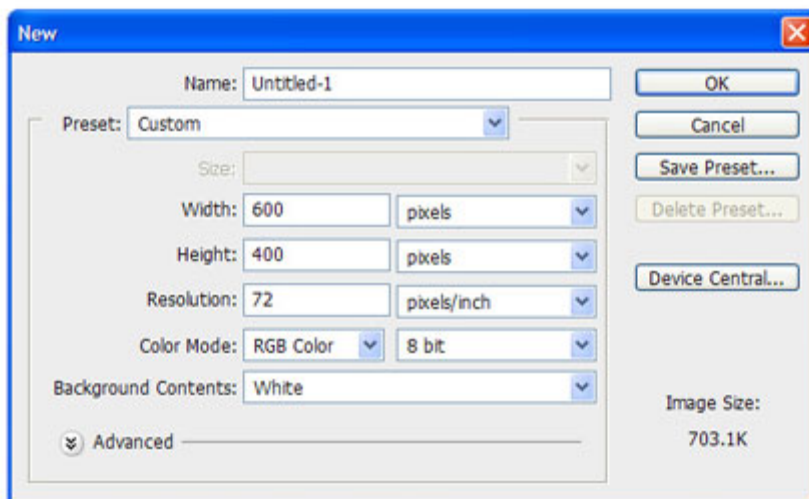 New
Name: Untitled-1
OK
Preset: Custom
Cancel
Size:
Save Preset...
Width: 600 pixels
Delete Preset...
Height: 400 pixels
Device Central...
Resolution: 72 pixels/inch
Color Mode: RGB Color 8 bit
Background Contents: White
Image Size:
703.1K
Advanced